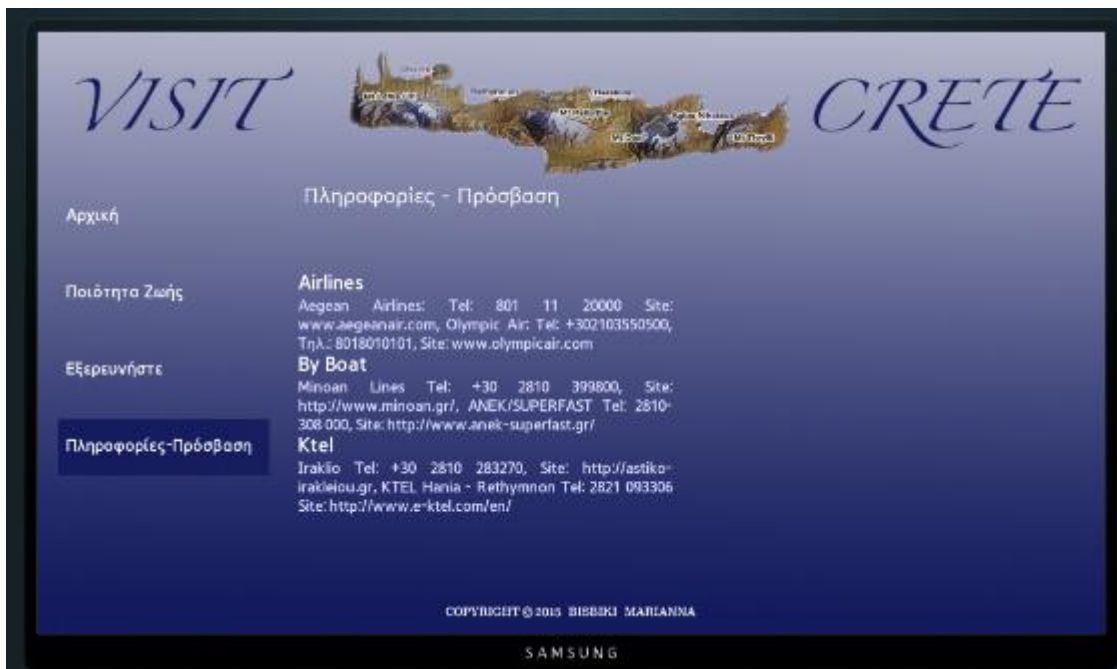 VISIT CRETE
Πληροφορίες - Πρόσβαση
Αρχική
Ποιότητα Ζωής
Εξερευνήστε
Πληροφορίες-Πρόσβαση
Airlines
Aegean Airlines: Tel: 801 11 20000 Site:
www.aegeanair.com, Olympic Air: Tel: +302103550500,
Τηλ.: 8018010101, Site: www.olympicair.com
By Boat
Minoan Lines Tel: +30 2810 399800, Site:
http://www.minoan.gr/, ANEK/SUPERFAST Tel: 2810-
308 000, Site: http://www.anek-superfast.gr/
Ktel
Iraklio Tel: +30 2810 283270, Site: http://astiko-
irakleiou.gr, KTEL Hania - Rethymnon Tel: 2821 093306
Site: http://www.e-ktel.com/en/
COPYRIGHT © 2015 BIBBIKI MARIANNA
SAMSUNG